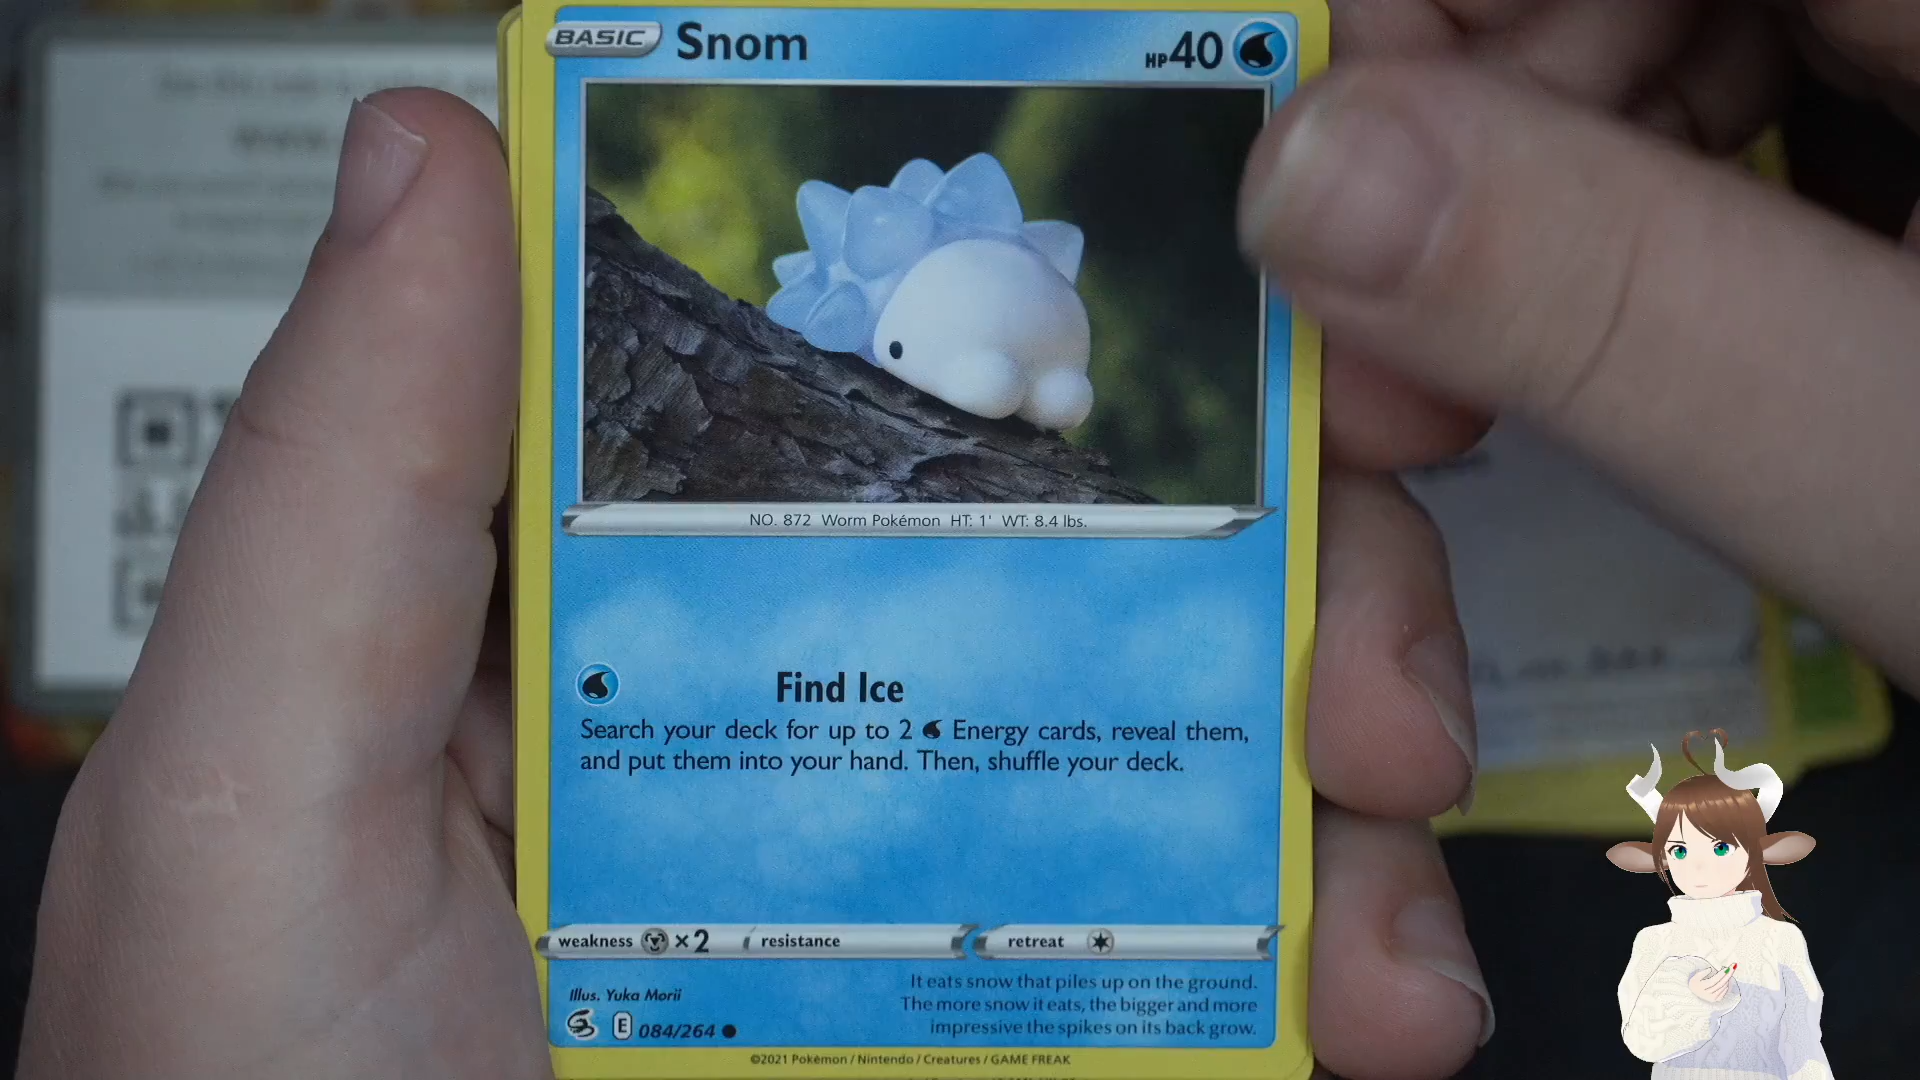 BASIC Snom HP40
NO. 872 Worm Pokémon HT: 1' WT: 8.4 lbs.
Find Ice
Search your deck for up to 2 Energy cards, reveal them,
and put them into your hand. Then, shuffle your deck.
weakness ×2 resistance retreat
It eats snow that piles up on the ground.
The more snow it eats, the bigger and more
impressive the spikes on its back grow.
Illus. Yuka Morii
E 084/264
©2021 Pokémon / Nintendo / Creatures / GAME FREAK